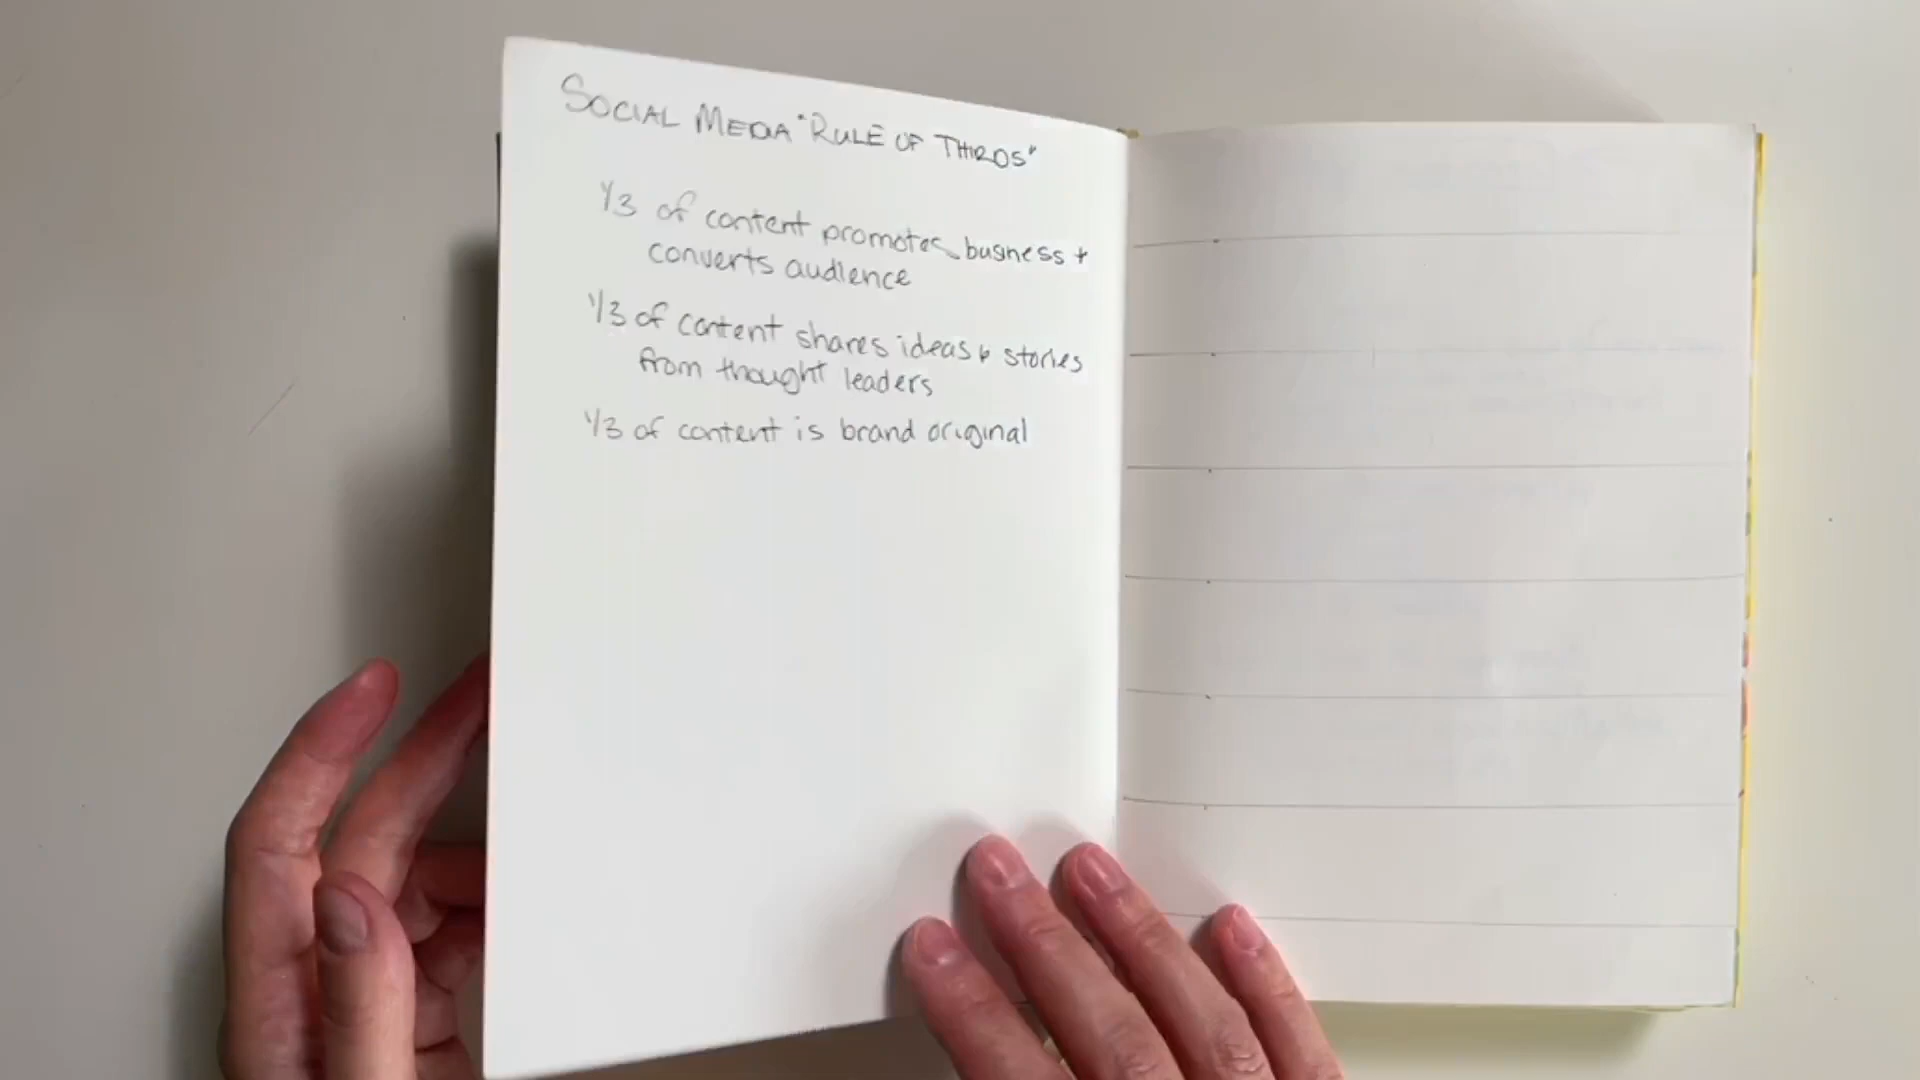 SOCIAL MEDIA "RULE OF THIRDS"
1/3 of content promotes business +
converts audience
1/3 of content shares ideas + stories
from thought leaders
1/3 of content is brand original